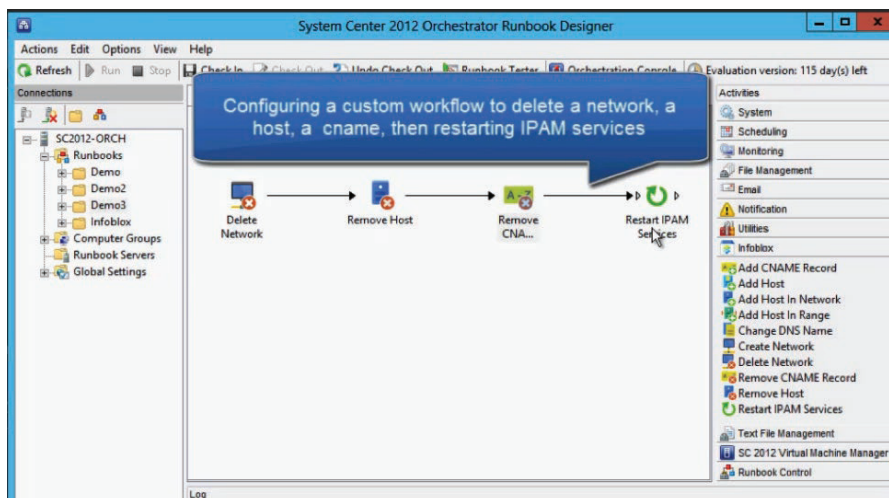 System Center 2012 Orchestrator Runbook Designer
Actions Edit Options View Help
Refresh Run Stop Check In Check Out Undo Check Out Runbook Tester Orchestration Console Evaluation version: 115 day(s) left
Connections
SC2012-ORCH
Runbooks
Demo
Demo2
Demo3
Infoblox
Computer Groups
Runbook Servers
Global Settings
Configuring a custom workflow to delete a network, a
host, a cname, then restarting IPAM services
Delete
Network
Remove Host
A-Z
Remove
CNA...
Restart IPAM
Services
Log
Activities
System
Scheduling
Monitoring
File Management
Email
Notification
Utilities
Infoblox
Add CNAME Record
Add Host
Add Host In Network
Add Host In Range
Change DNS Name
Create Network
Delete Network
Remove CNAME Record
Remove Host
Restart IPAM Services
Text File Management
SC 2012 Virtual Machine Manager
Runbook Control